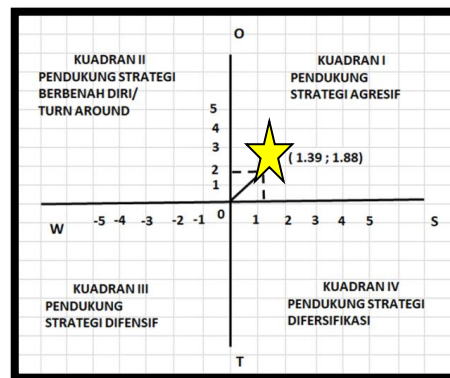 O
KUADRAN II
PENDUKUNG STRATEGI
BERBENAH DIRI/
TURN AROUND
KUADRAN I
PENDUKUNG
STRATEGI AGRESIF
5
4
3
2
1
( 1.39 ; 1.88)
0
W
-5 -4 -3 -2 -1
1 2 3 4 5
S
KUADRAN III
PENDUKUNG
STRATEGI DIFENSIF
KUADRAN IV
PENDUKUNG STRATEGI
DIFERSIFIKASI
T